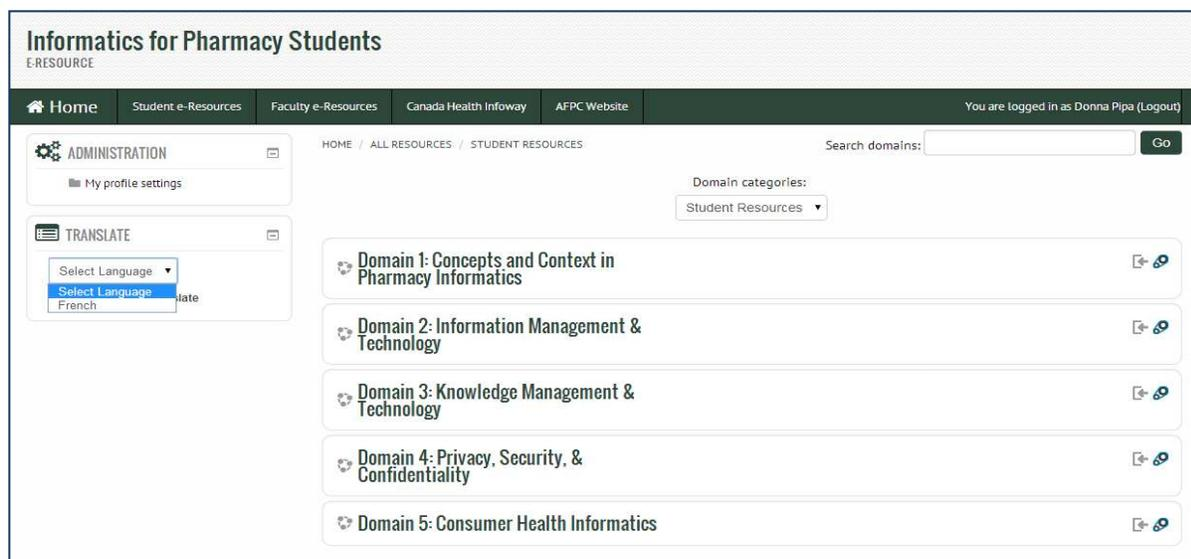 Informatics for Pharmacy Students
E-RESOURCE
Home Student e-Resources Faculty e-Resources Canada Health Infoway AFPC Website You are logged in as Donna Pipa (Logout)
ADMINISTRATION
My profile settings
TRANSLATE
Select Language
Select Language
French
slate
HOME / ALL RESOURCES / STUDENT RESOURCES
Search domains: Go
Domain categories:
Student Resources
Domain 1: Concepts and Context in
Pharmacy Informatics
Domain 2: Information Management &
Technology
Domain 3: Knowledge Management &
Technology
Domain 4: Privacy, Security, &
Confidentiality
Domain 5: Consumer Health Informatics